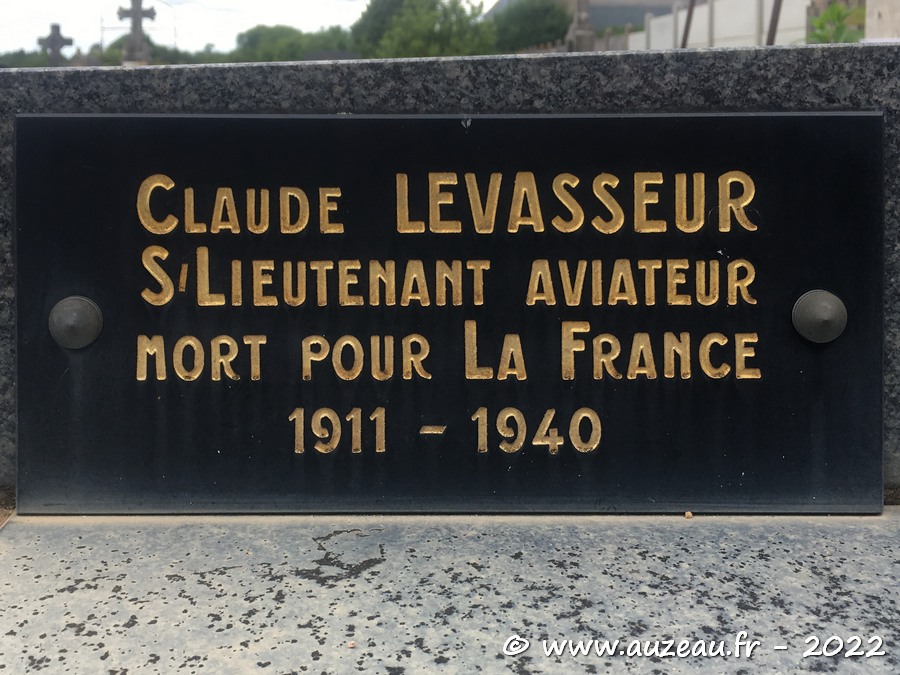 CLAUDE LEVASSEUR
S/LIEUTENANT AVIATEUR
MORT POUR LA FRANCE
1911 - 1940
© www.auzeau.fr - 2022